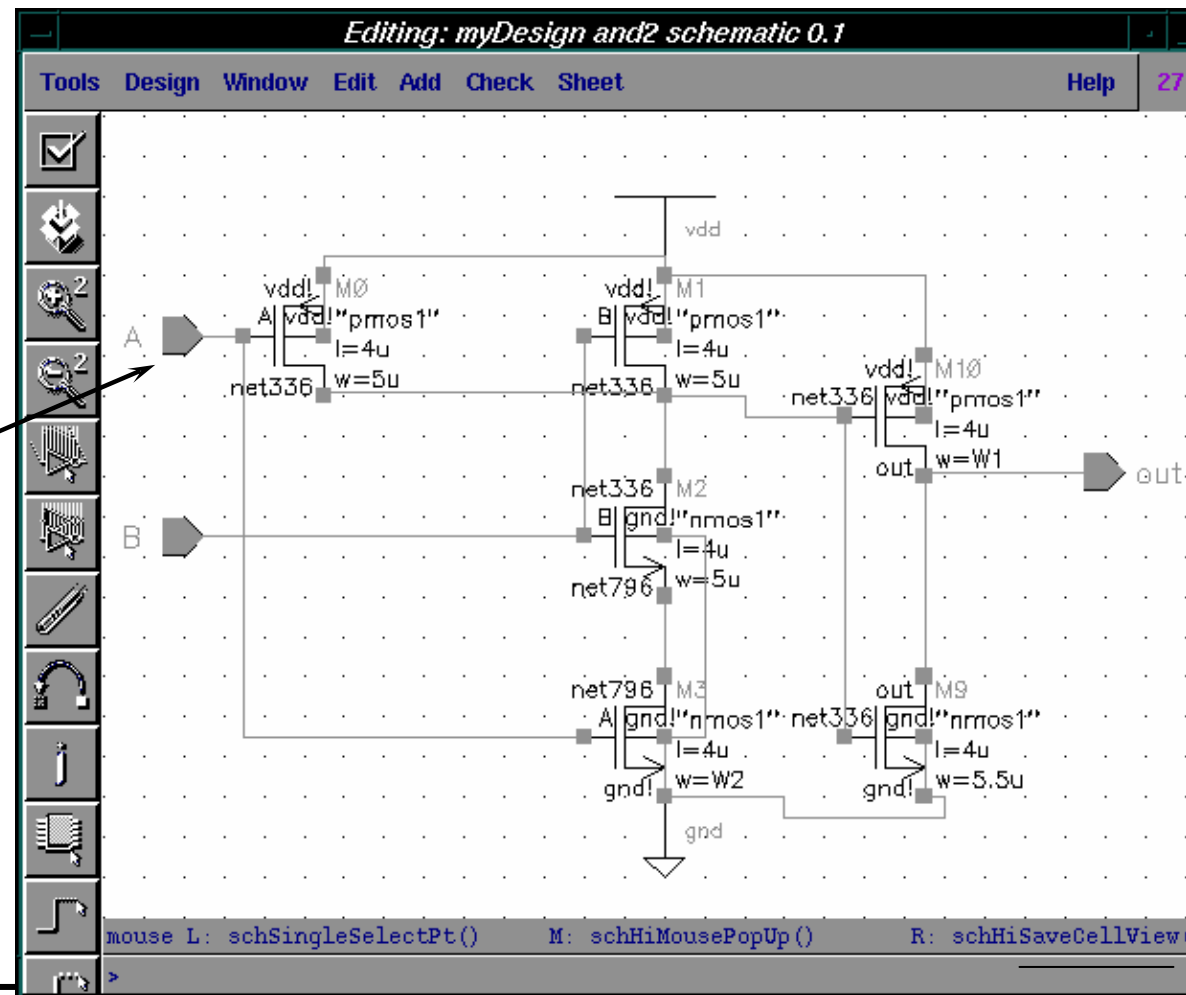 Editing: myDesign and2 schematic 0.1
Tools Design Window Edit Add Check Sheet Help 27
vdd
2
vdd! M0
A vdd! "pmos1"
l=4u
net336 w=5u
vdd! M1
B vdd! "pmos1"
l=4u
net336 w=5u
A
2
vdd! M10
net336 vdd! "pmos1"
l=4u
out w=W1
out
net336 M2
B gnd! "nmos1"
l=4u
net796 w=5u
B
net796 M3
A gnd! "nmos1"
l=4u
gnd! w=W2
out M9
net336 gnd! "nmos1"
l=4u
gnd! w=5.5u
i
gnd
mouse L: schSingleSelectPt() M: schHiMousePopUp() R: schHiSaveCellView(
>